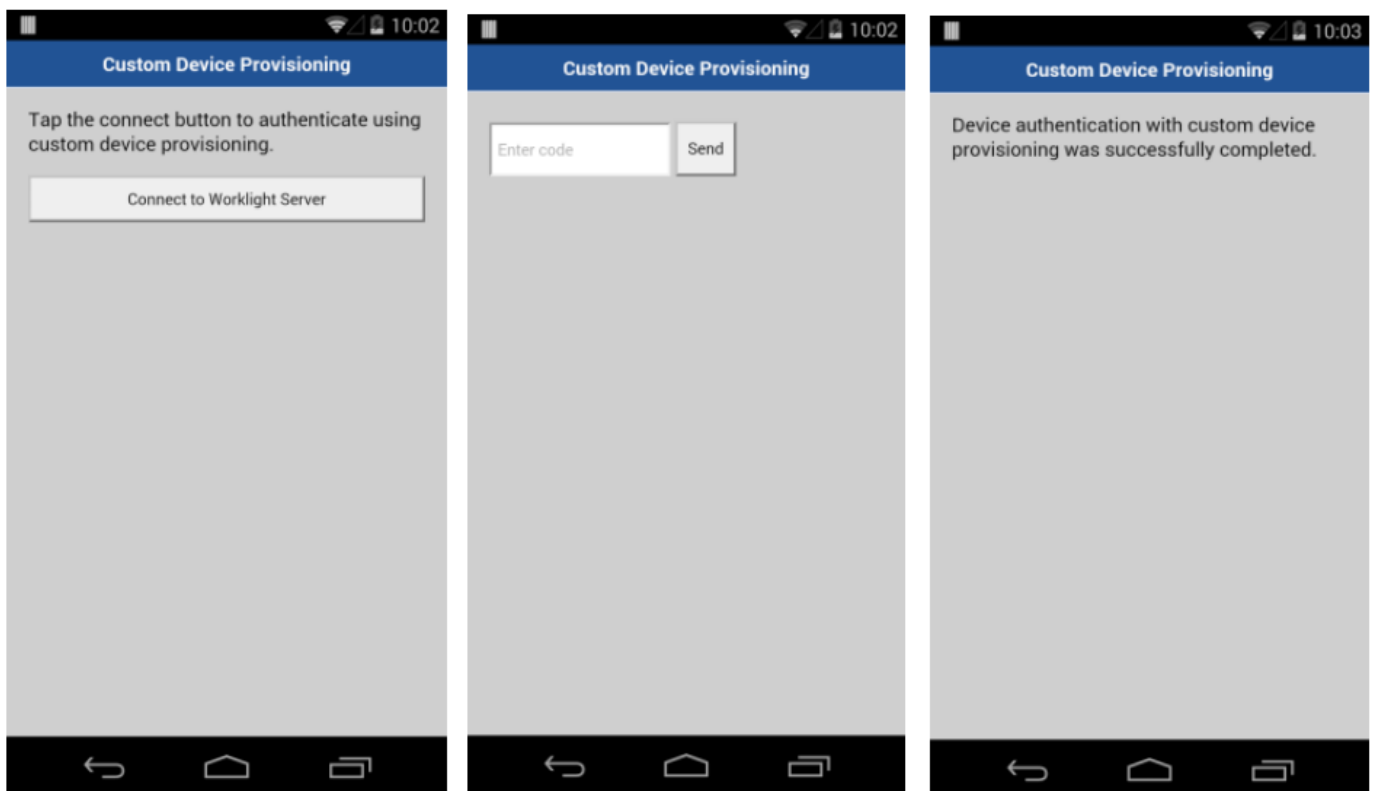 10:02
Custom Device Provisioning
Tap the connect button to authenticate using
custom device provisioning.
Connect to Worklight Server
10:02
Custom Device Provisioning
Enter code
Send
10:03
Custom Device Provisioning
Device authentication with custom device
provisioning was successfully completed.